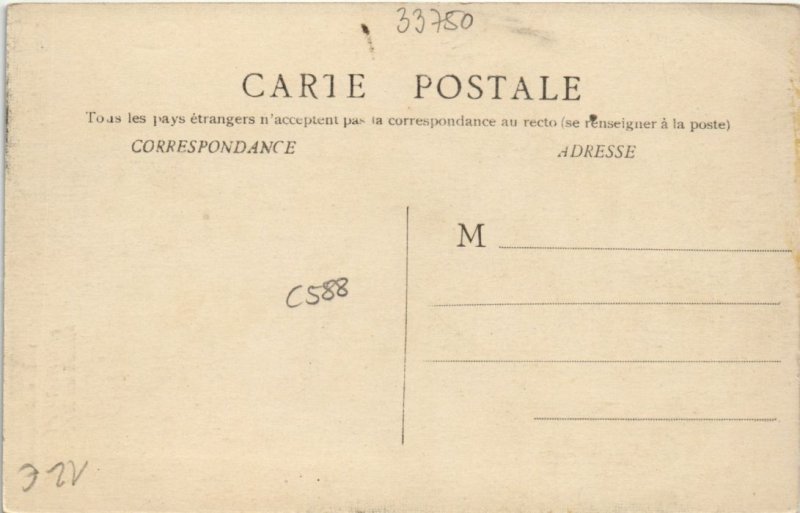 33750
CARTE POSTALE
Tous les pays étrangers n'acceptent pas la correspondance au recto (se renseigner à la poste)
CORRESPONDANCE
ADRESSE
M
C588